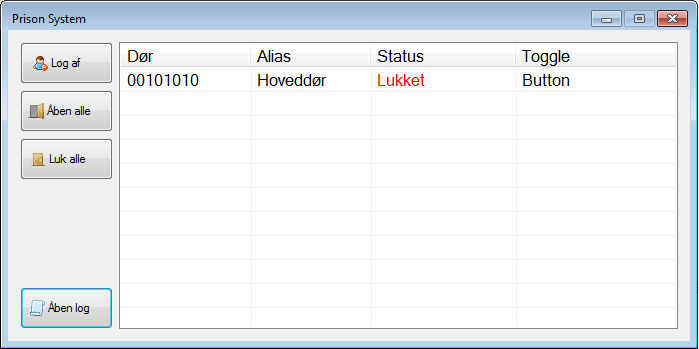 Prison System
Log af
Åben alle
Luk alle
Åben log
Dør Alias Status Toggle
00101010 Hoveddør Lukket Button